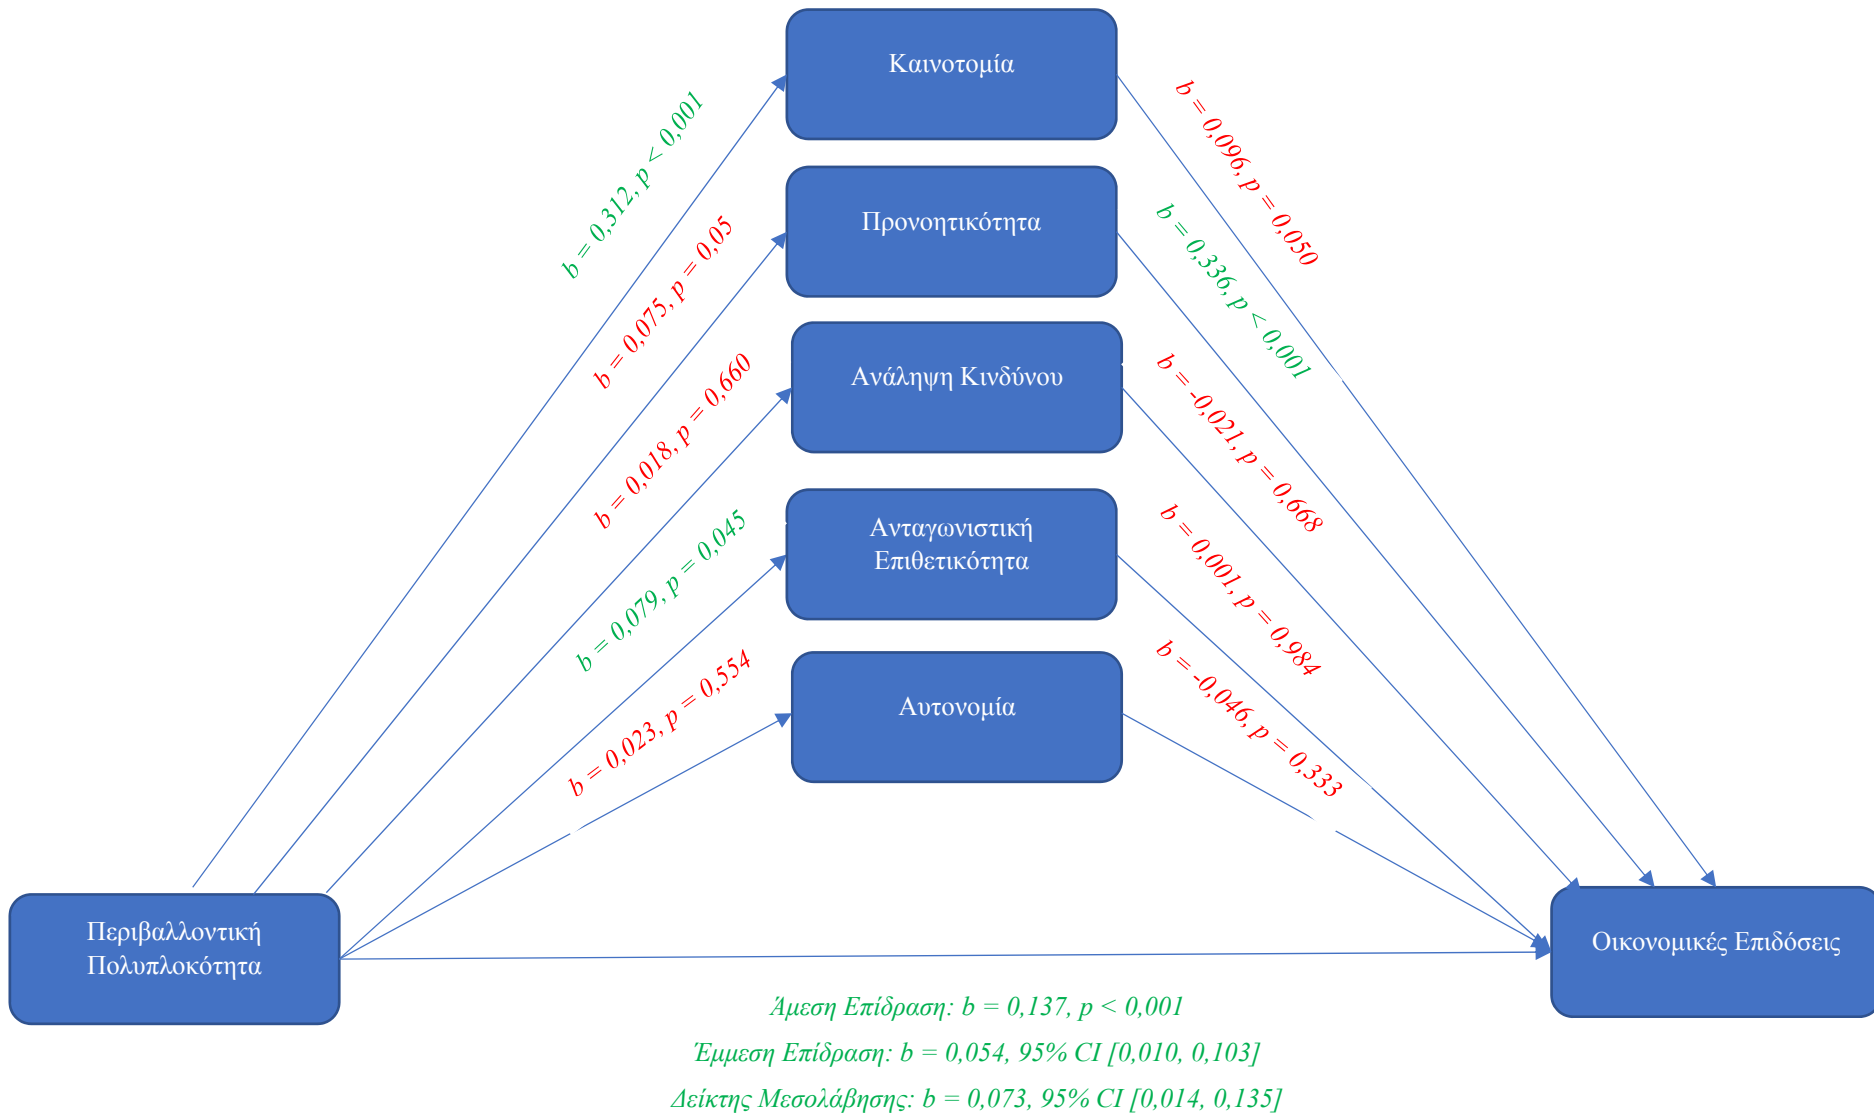 Καινοτομία
b = 0,312, p < 0,001
b = 0,096, p = 0,050
Προνοητικότητα
b = 0,075, p = 0,05
b = 0,336, p < 0,001
Ανάληψη Κινδύνου
b = 0,018, p = 0,660
b = -0,021, p = 0,668
Ανταγωνιστική
Επιθετικότητα
b = 0,079, p = 0,045
b = 0,001, p = 0,984
Αυτονομία
b = 0,023, p = 0,554
b = -0,046, p = 0,333
Περιβαλλοντική
Πολυπλοκότητα
Οικονομικές Επιδόσεις
Άμεση Επίδραση: b = 0,137, p < 0,001
Έμμεση Επίδραση: b = 0,054, 95% CI [0,010, 0,103]
Δείκτης Μεσολάβησης: b = 0,073, 95% CI [0,014, 0,135]